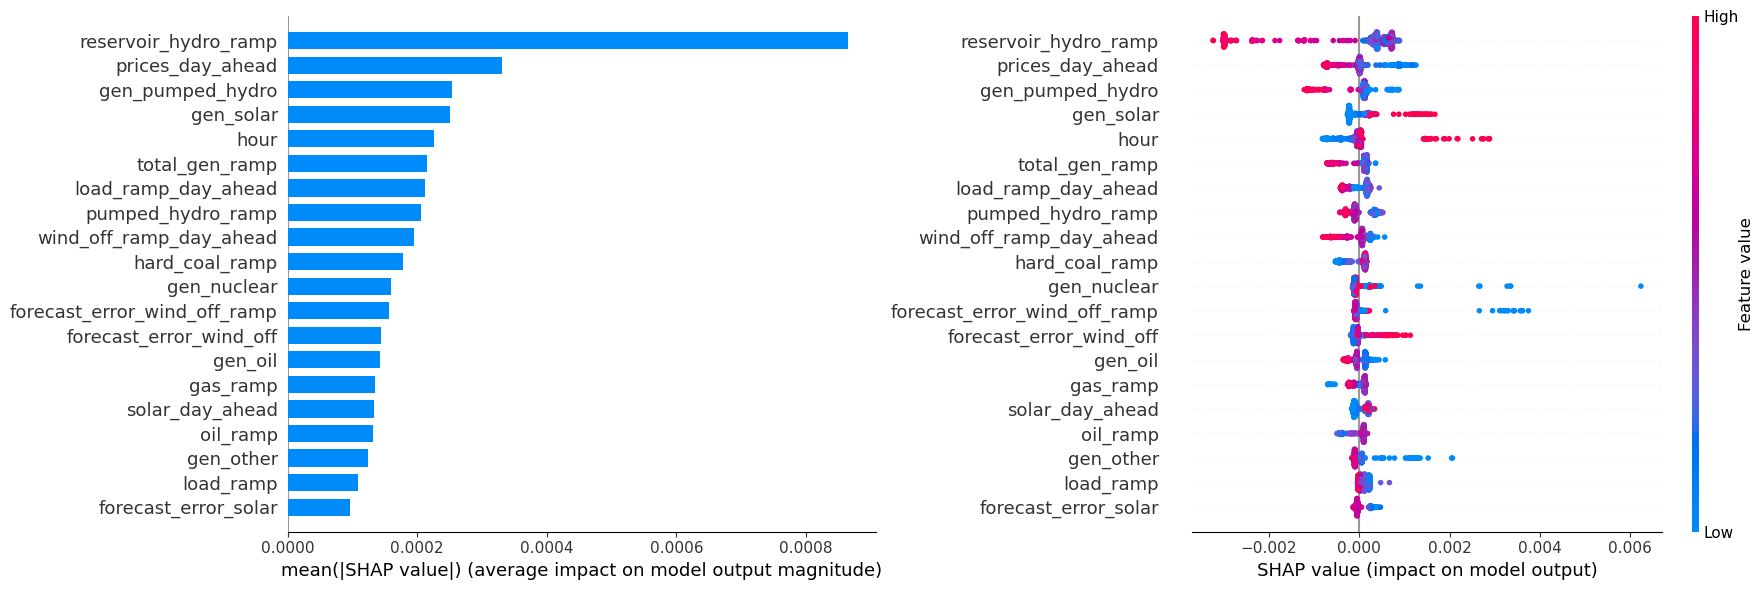 reservoir_hydro_ramp
prices_day_ahead
gen_pumped_hydro
gen_solar
hour
total_gen_ramp
load_ramp_day_ahead
pumped_hydro_ramp
wind_off_ramp_day_ahead
hard_coal_ramp
gen_nuclear
forecast_error_wind_off_ramp
forecast_error_wind_off
gen_oil
gas_ramp
solar_day_ahead
oil_ramp
gen_other
load_ramp
forecast_error_solar
0.0000 0.0002 0.0004 0.0006 0.0008
mean(|SHAP value|) (average impact on model output magnitude)
reservoir_hydro_ramp
prices_day_ahead
gen_pumped_hydro
gen_solar
hour
total_gen_ramp
load_ramp_day_ahead
pumped_hydro_ramp
wind_off_ramp_day_ahead
hard_coal_ramp
gen_nuclear
forecast_error_wind_off_ramp
forecast_error_wind_off
gen_oil
gas_ramp
solar_day_ahead
oil_ramp
gen_other
load_ramp
forecast_error_solar
−0.002 0.000 0.002 0.004 0.006
SHAP value (impact on model output)
High
Feature value
Low